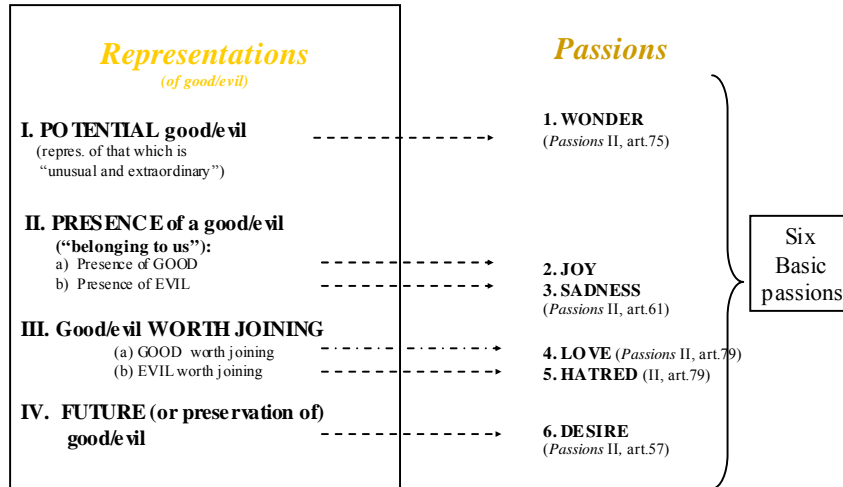 Representations
(of good/evil)
I. POTENTIAL good/evil
(repres. of that which is
“unusual and extraordinary”)
II. PRESENCE of a good/evil
(“belonging to us”):
a) Presence of GOOD
b) Presence of EVIL
III. Good/evil WORTH JOINING
(a) GOOD worth joining
(b) EVIL worth joining
IV. FUTURE (or preservation of)
good/evil
Passions
1. WONDER
(Passions II, art.75)
2. JOY
3. SADNESS
(Passions II, art.61)
4. LOVE (Passions II, art.79)
5. HATRED (II, art.79)
6. DESIRE
(Passions II, art.57)
Six
Basic
passions